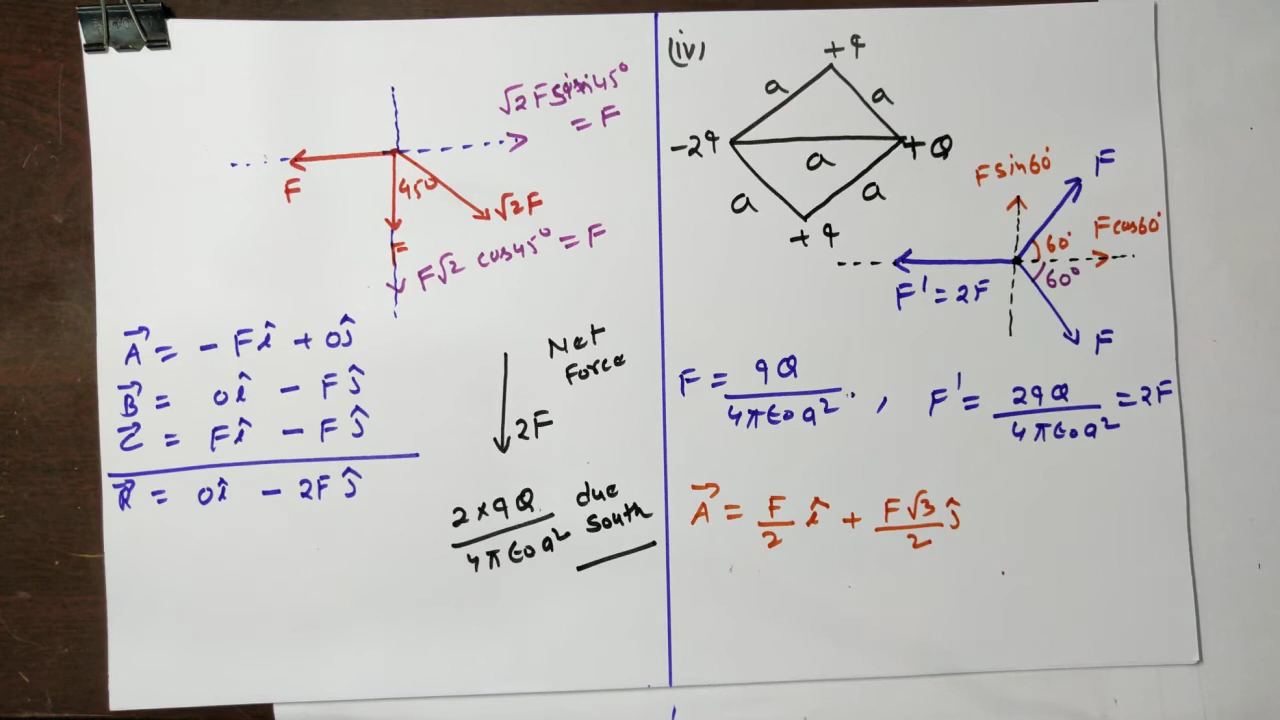 √2 F sin 45°
= F
F
45°
√2F
F
F√2 cos45° = F
A⃗ = - F î + 0 ĵ
B⃗ = 0 î - F ĵ
C⃗ = F î - F ĵ
R⃗ = 0 î - 2F ĵ
Net
Force
2F
2 × qQ / 4π ε0 a² due
South
(iv)
+q
a
a
-2q
+Q
a
a
a
+q
F sin 60°
F
F cos 60°
60°
60°
F' = 2F
F
F = qQ / 4π ε0 a² , F' = 2qQ / 4π ε0 a² = 2F
A⃗ = F/2 î + F√3/2 ĵ